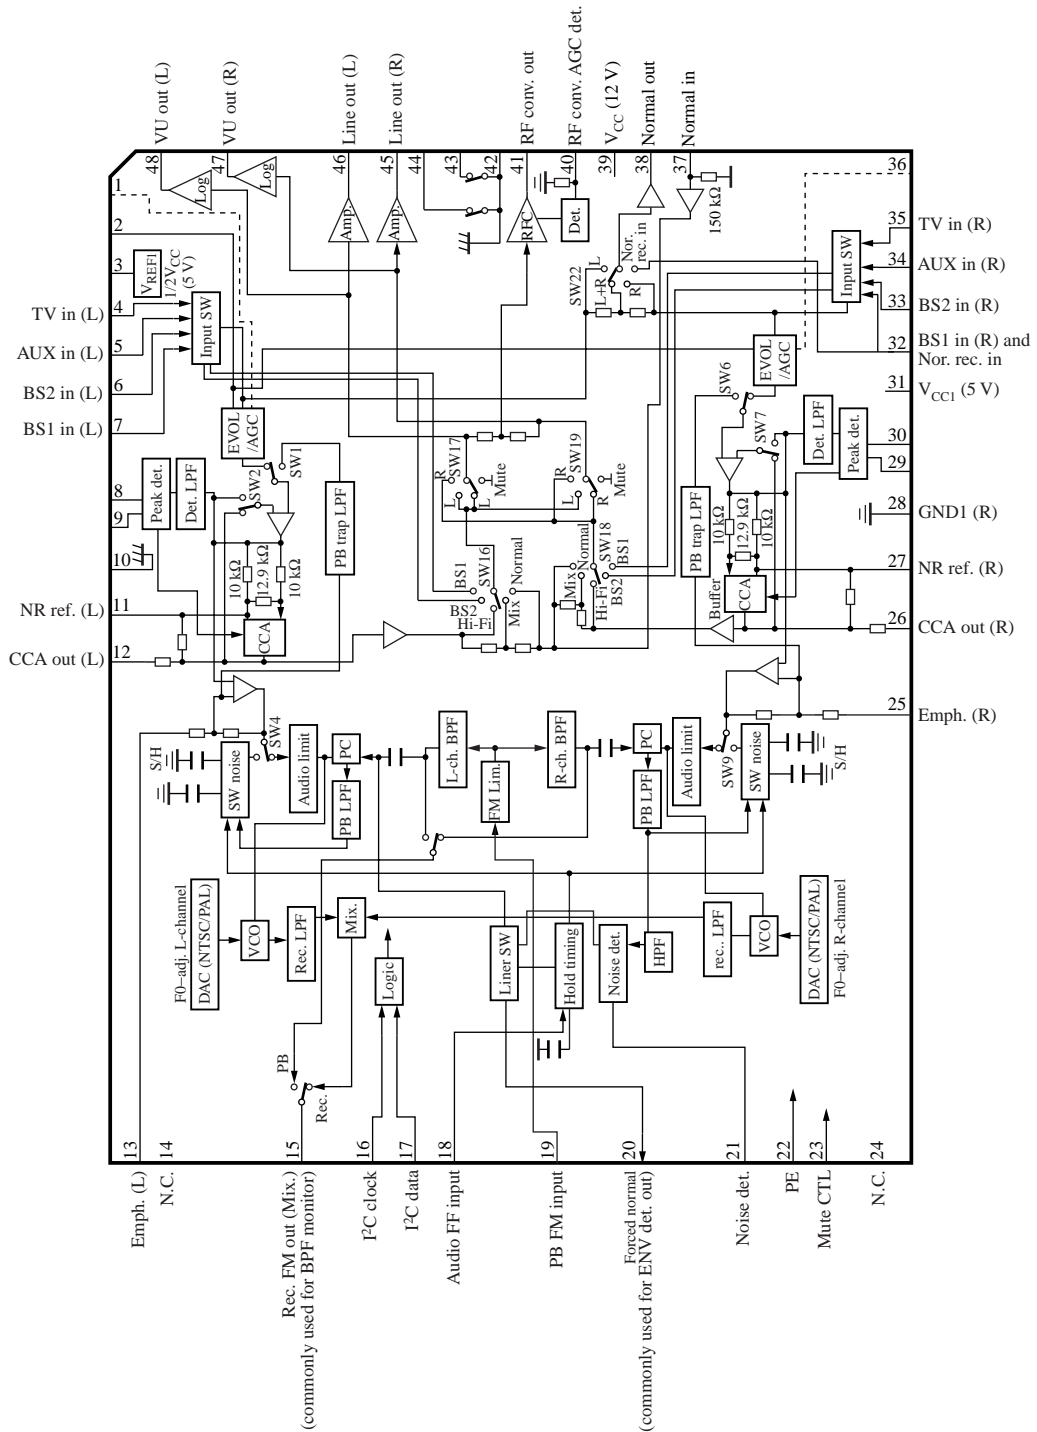 VU out (L)
VU out (R)
Line out (L)
Line out (R)
RF conv. out
RF conv. AGC det.
VCC (12 V)
Normal out
Normal in
48
47
46
45
44
43
42
41
40
39
38
37
1
2
3
4
5
6
7
8
9
10
11
12
TV in (L)
AUX in (L)
BS2 in (L)
BS1 in (L)
NR ref. (L)
CCA out (L)
36
35
34
33
32
31
30
29
28
27
26
25
TV in (R)
AUX in (R)
BS2 in (R)
BS1 in (R) and
Nor. rec. in
VCC1 (5 V)
GND1 (R)
NR ref. (R)
CCA out (R)
Emph. (R)
Log
Log
Amp.
Amp.
RFC
Det.
150 kΩ
VREF1
1/2 VCC
(5 V)
Input SW
EVOL
/AGC
SW1
SW2
Peak det.
Det. LPF
PB trap LPF
10 kΩ
12.9 kΩ
10 kΩ
CCA
SW22
L
L+R
R
Nor.
rec. in
Input SW
EVOL
/AGC
SW6
SW7
Det. LPF
Peak det.
PB trap LPF
10 kΩ
12.9 kΩ
10 kΩ
Buffer
CCA
R
SW17
L
L
Mute
R
SW19
L
R
Mute
BS1
SW16
Normal
BS2
Hi-Fi
Mix
Mix
Normal
SW18
BS1
Hi-Fi
BS2
S/H
SW noise
SW4
Audio limit
PC
PB LPF
L-ch. BPF
FM Lim.
R-ch. BPF
PC
PB LPF
Audio limit
SW9
SW noise
S/H
F0–adj. L-channel
DAC (NTSC/PAL)
VCO
Rec. LPF
Mix.
Logic
Liner SW
Hold timing
Noise det.
HPF
rec.. LPF
VCO
DAC (NTSC/PAL)
F0–adj. R-channel
PB
Rec.
13
14
15
16
17
18
19
20
21
22
23
24
Emph. (L)
N.C.
Rec. FM out (Mix.)
(commonly used for BPF monitor)
I²C clock
I²C data
Audio FF input
PB FM input
Forced normal
(commonly used for ENV det. out)
Noise det.
PE
Mute CTL
N.C.